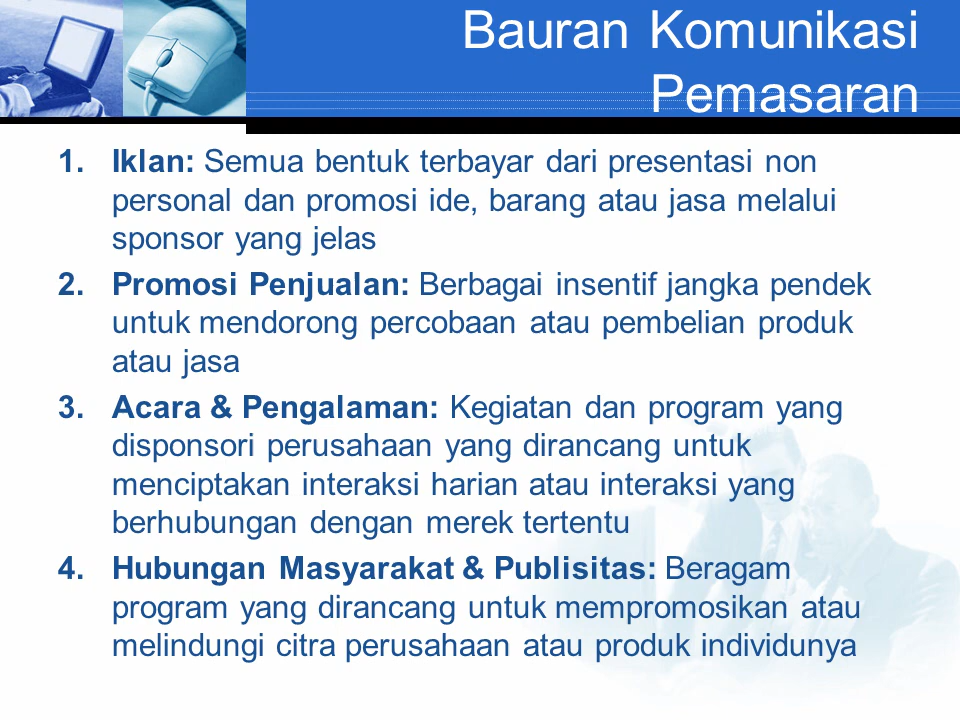 Bauran Komunikasi
Pemasaran
1. Iklan: Semua bentuk terbayar dari presentasi non
personal dan promosi ide, barang atau jasa melalui
sponsor yang jelas
2. Promosi Penjualan: Berbagai insentif jangka pendek
untuk mendorong percobaan atau pembelian produk
atau jasa
3. Acara & Pengalaman: Kegiatan dan program yang
disponsori perusahaan yang dirancang untuk
menciptakan interaksi harian atau interaksi yang
berhubungan dengan merek tertentu
4. Hubungan Masyarakat & Publisitas: Beragam
program yang dirancang untuk mempromosikan atau
melindungi citra perusahaan atau produk individunya